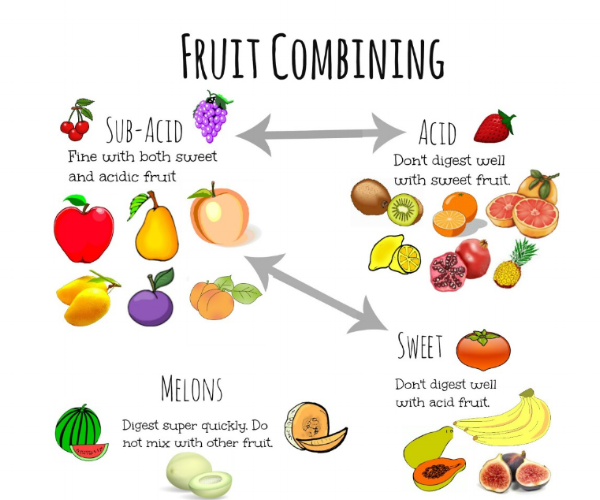 FRUIT COMBINING
SUB-ACID
Fine with both sweet
and acidic fruit
ACID
Don't digest well
with sweet fruit.
SWEET
Don't digest well
with acid fruit.
MELONS
Digest super quickly. Do
not mix with other fruit.